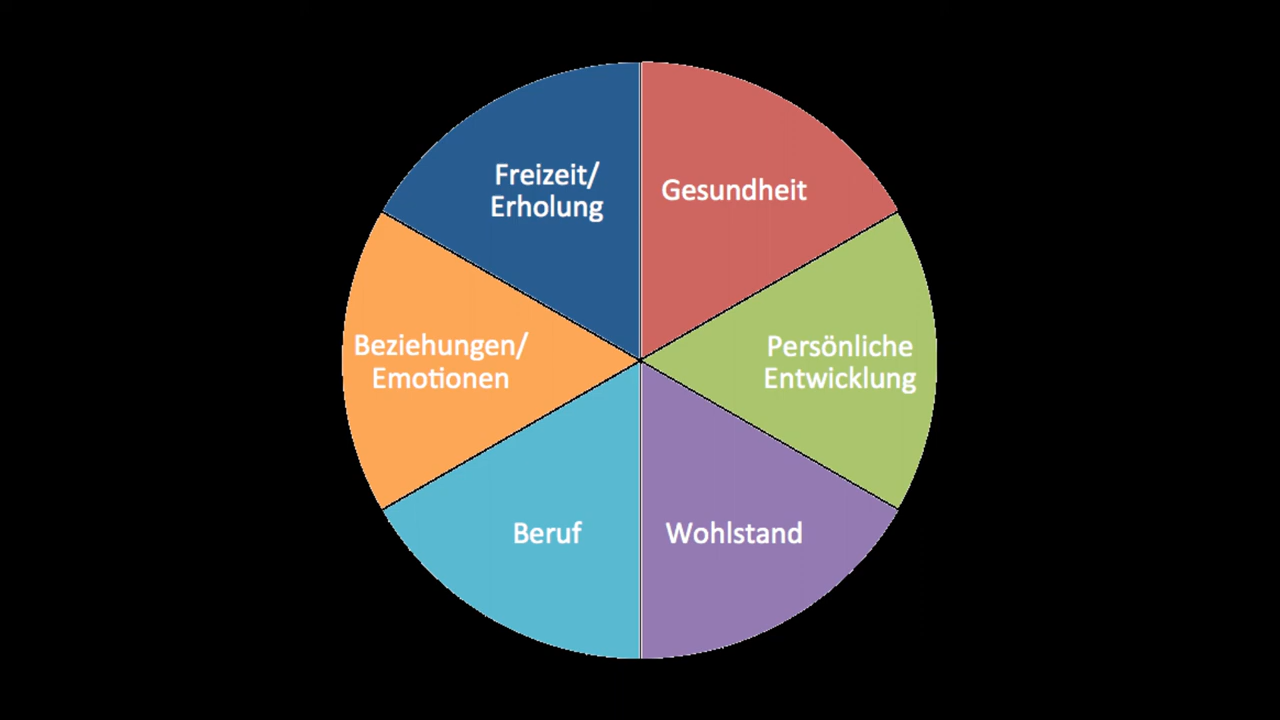 Freizeit/
Erholung
Gesundheit
Beziehungen/
Emotionen
Persönliche
Entwicklung
Beruf
Wohlstand